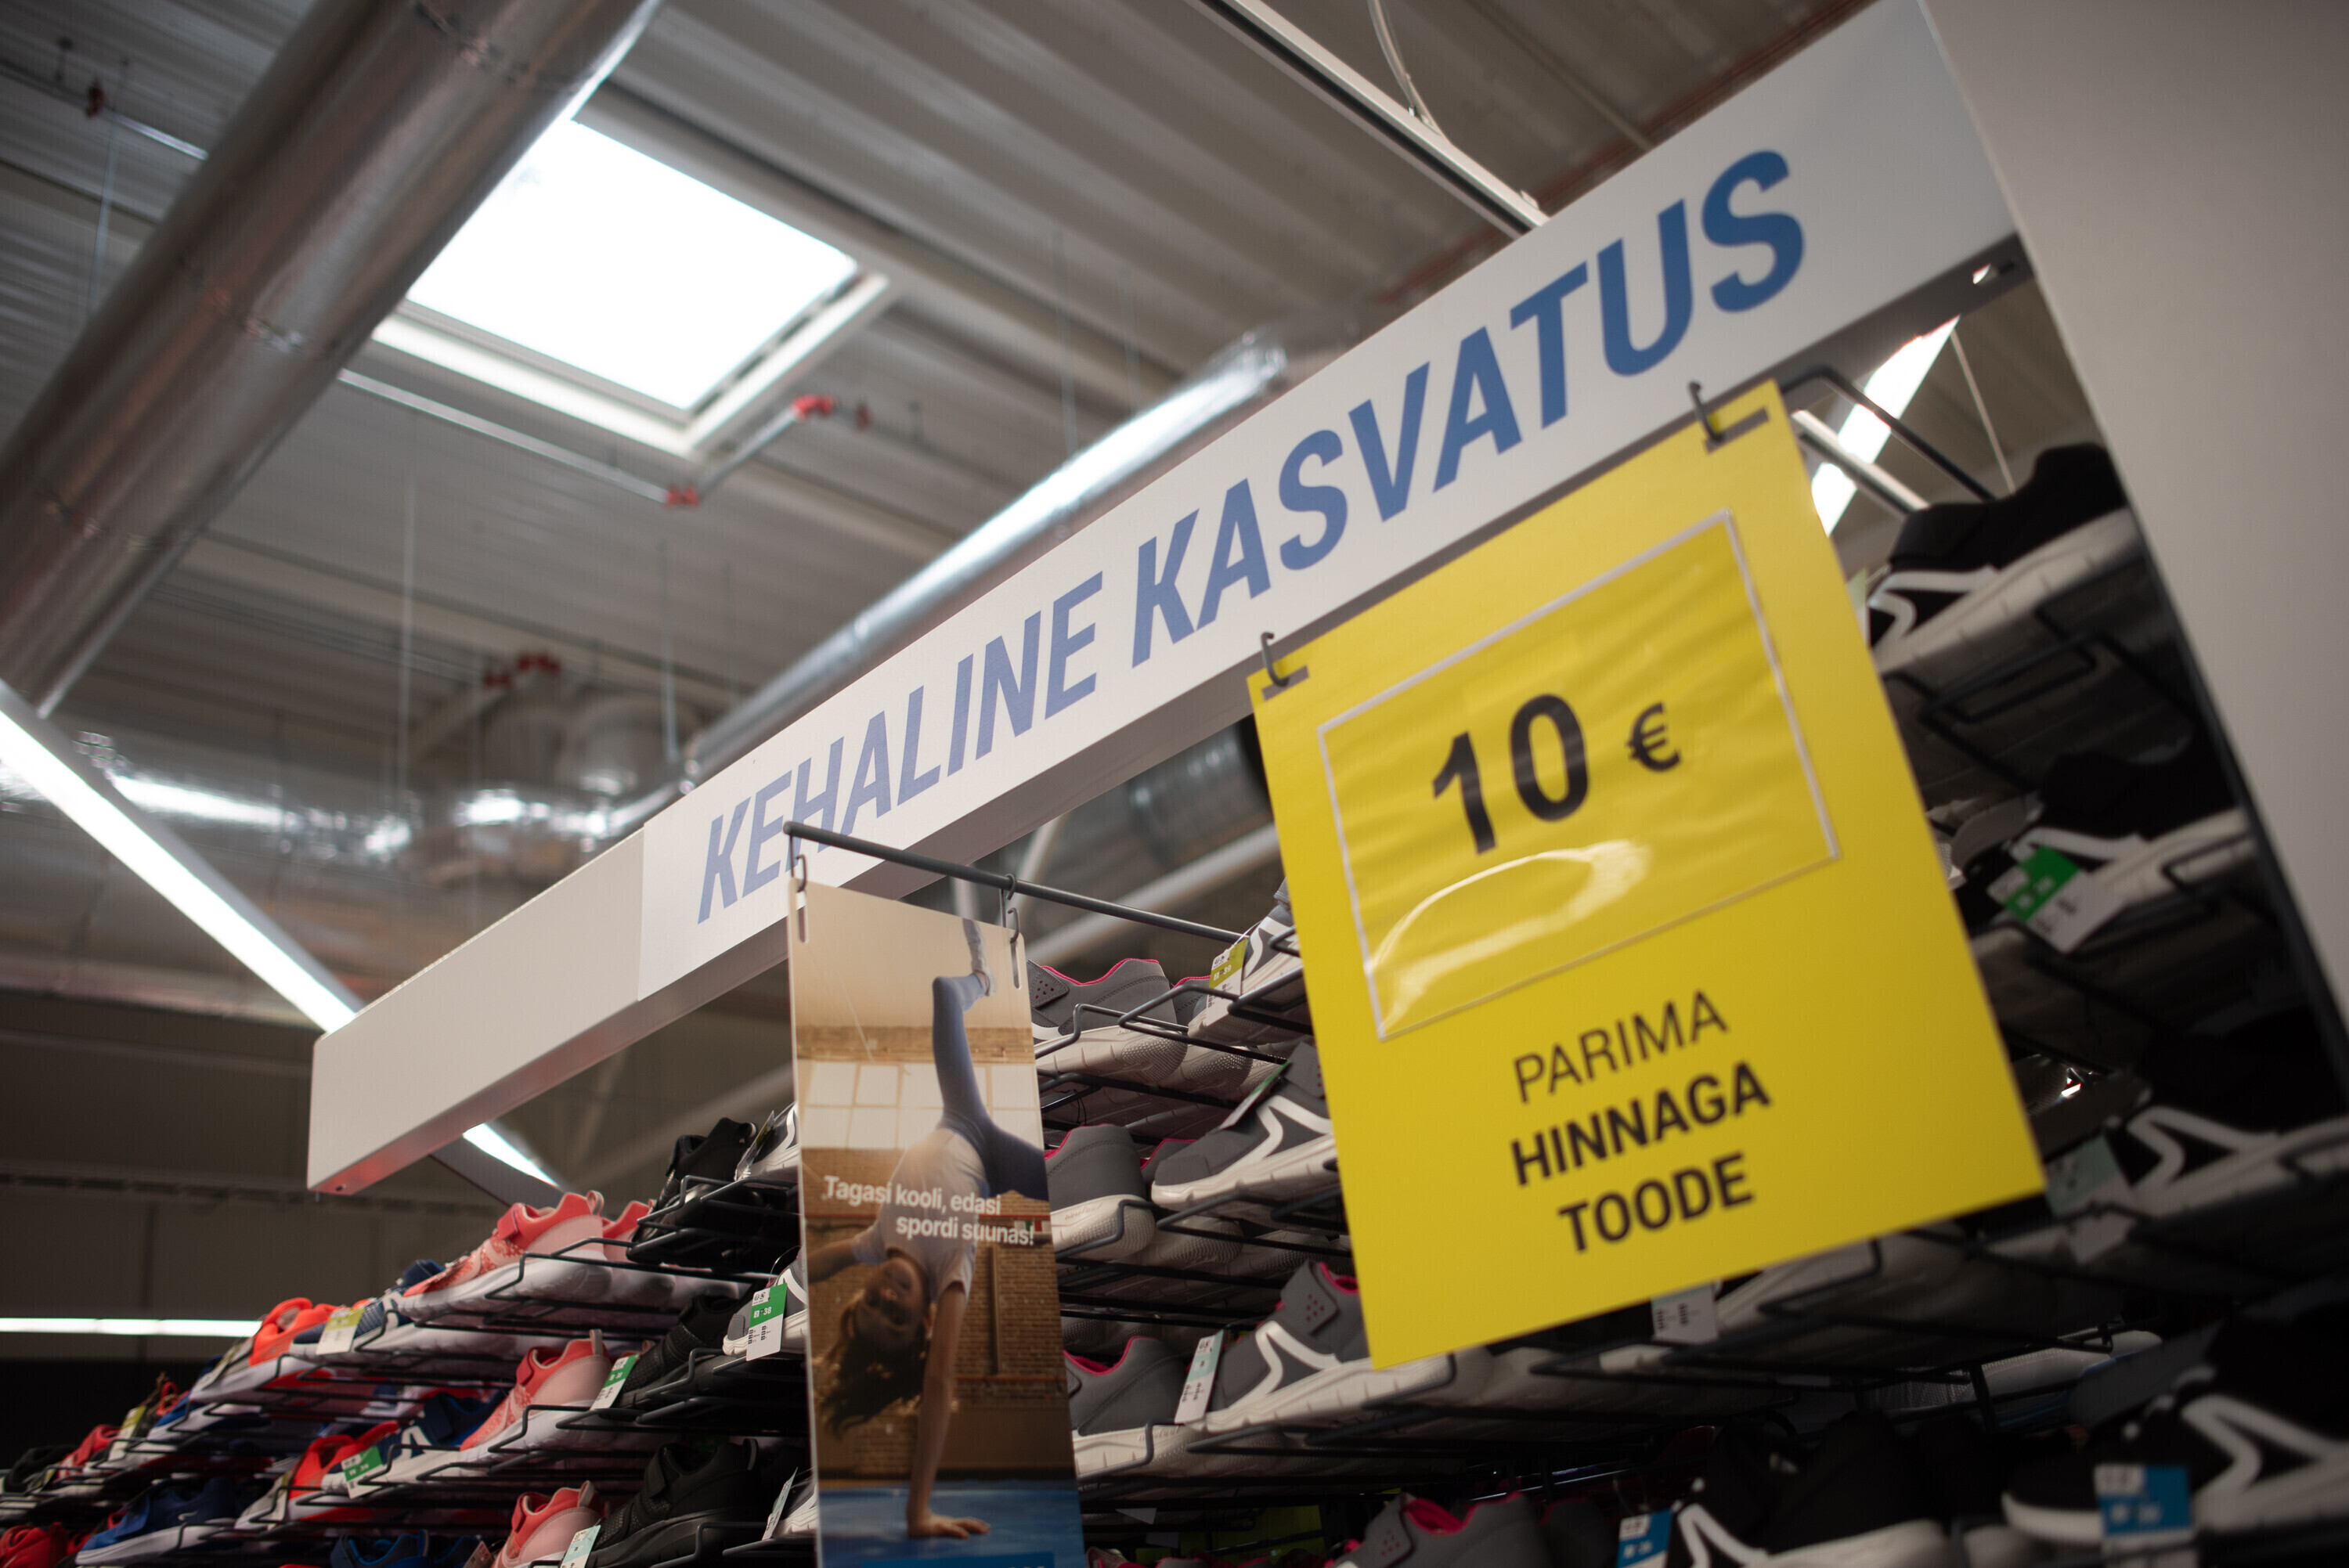 KEHALINE KASVATUS
10 €
PARIMA
HINNAGA
TOODE
Tagasi kooli, edasi
spordi suunas!